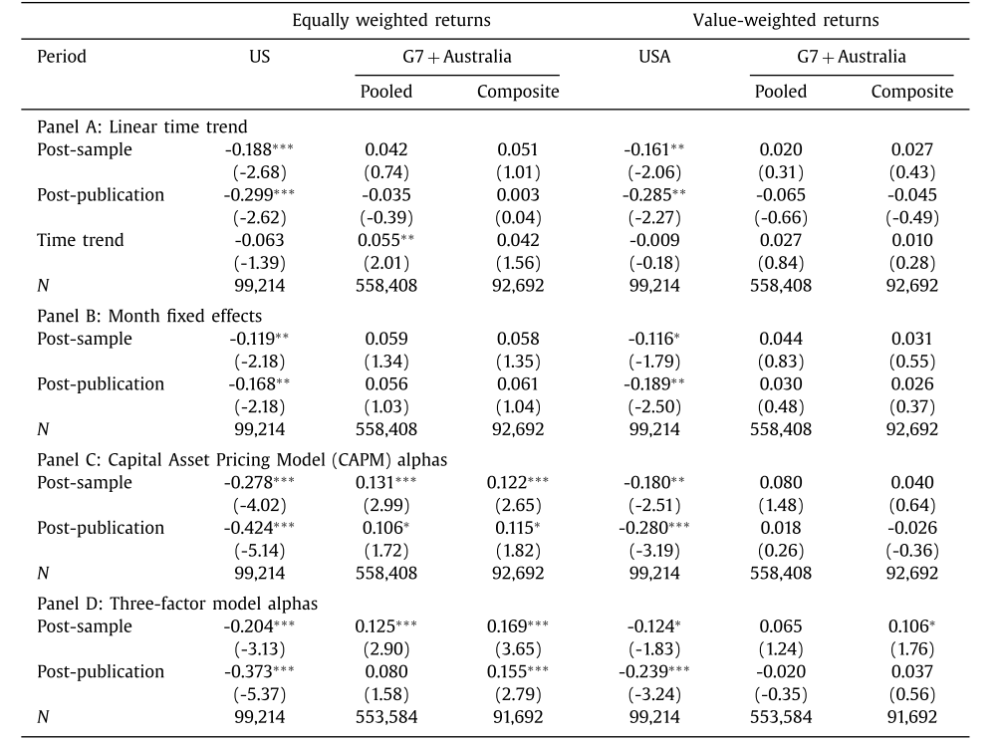 Equally weighted returns Value-weighted returns
Period US G7 + Australia USA G7 + Australia
Pooled Composite Pooled Composite
Panel A: Linear time trend
Post-sample -0.188*** 0.042 0.051 -0.161** 0.020 0.027
(-2.68) (0.74) (1.01) (-2.06) (0.31) (0.43)
Post-publication -0.299*** -0.035 0.003 -0.285** -0.065 -0.045
(-2.62) (-0.39) (0.04) (-2.27) (-0.66) (-0.49)
Time trend -0.063 0.055** 0.042 -0.009 0.027 0.010
(-1.39) (2.01) (1.56) (-0.18) (0.84) (0.28)
N 99,214 558,408 92,692 99,214 558,408 92,692
Panel B: Month fixed effects
Post-sample -0.119** 0.059 0.058 -0.116* 0.044 0.031
(-2.18) (1.34) (1.35) (-1.79) (0.83) (0.55)
Post-publication -0.168** 0.056 0.061 -0.189** 0.030 0.026
(-2.18) (1.03) (1.04) (-2.50) (0.48) (0.37)
N 99,214 558,408 92,692 99,214 558,408 92,692
Panel C: Capital Asset Pricing Model (CAPM) alphas
Post-sample -0.278*** 0.131*** 0.122*** -0.180** 0.080 0.040
(-4.02) (2.99) (2.65) (-2.51) (1.48) (0.64)
Post-publication -0.424*** 0.106* 0.115* -0.280*** 0.018 -0.026
(-5.14) (1.72) (1.82) (-3.19) (0.26) (-0.36)
N 99,214 558,408 92,692 99,214 558,408 92,692
Panel D: Three-factor model alphas
Post-sample -0.204*** 0.125*** 0.169*** -0.124* 0.065 0.106*
(-3.13) (2.90) (3.65) (-1.83) (1.24) (1.76)
Post-publication -0.373*** 0.080 0.155*** -0.239*** -0.020 0.037
(-5.37) (1.58) (2.79) (-3.24) (-0.35) (0.56)
N 99,214 553,584 91,692 99,214 553,584 91,692